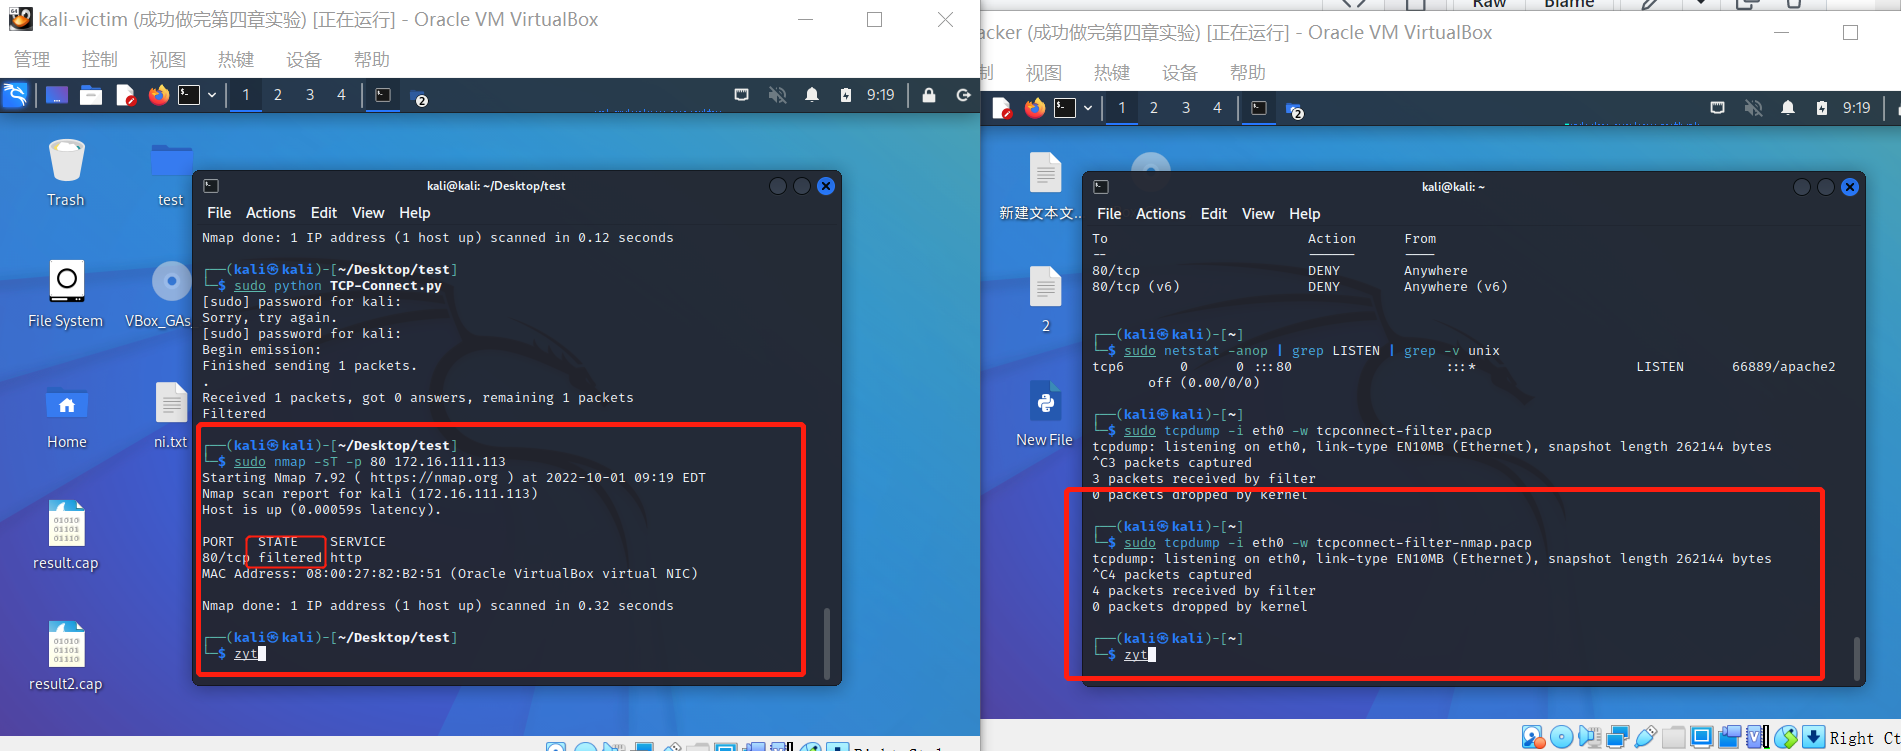 kali-victim (成功做完第四章实验) [正在运行] - Oracle VM VirtualBox
管理 控制 视图 热键 设备 帮助
1 2 3 4 2 9:19
Trash
test
File System
VBox_GAs_
Home
ni.txt
result.cap
result2.cap
kali@kali: ~/Desktop/test
File Actions Edit View Help
Nmap done: 1 IP address (1 host up) scanned in 0.12 seconds
┌──(kali㉿kali)-[~/Desktop/test]
└─$ sudo python TCP-Connect.py
[sudo] password for kali:
Sorry, try again.
[sudo] password for kali:
Begin emission:
Finished sending 1 packets.
.
Received 1 packets, got 0 answers, remaining 1 packets
Filtered
┌──(kali㉿kali)-[~/Desktop/test]
└─$ sudo nmap -sT -p 80 172.16.111.113
Starting Nmap 7.92 ( https://nmap.org ) at 2022-10-01 09:19 EDT
Nmap scan report for kali (172.16.111.113)
Host is up (0.00059s latency).
PORT STATE SERVICE
80/tcp filtered http
MAC Address: 08:00:27:82:B2:51 (Oracle VirtualBox virtual NIC)
Nmap done: 1 IP address (1 host up) scanned in 0.32 seconds
┌──(kali㉿kali)-[~/Desktop/test]
└─$ zyt
Raw Blame
acker (成功做完第四章实验) [正在运行] - Oracle VM VirtualBox
制 视图 热键 设备 帮助
1 2 3 4 2 9:19
新建文本文...
2
New File
kali@kali: ~
File Actions Edit View Help
To Action From
-- ------ ----
80/tcp DENY Anywhere
80/tcp (v6) DENY Anywhere (v6)
┌──(kali㉿kali)-[~]
└─$ sudo netstat -anop | grep LISTEN | grep -v unix
tcp6 0 0 :::80 :::* LISTEN 66889/apache2
off (0.00/0/0)
┌──(kali㉿kali)-[~]
└─$ sudo tcpdump -i eth0 -w tcpconnect-filter.pacp
tcpdump: listening on eth0, link-type EN10MB (Ethernet), snapshot length 262144 bytes
^C3 packets captured
3 packets received by filter
0 packets dropped by kernel
┌──(kali㉿kali)-[~]
└─$ sudo tcpdump -i eth0 -w tcpconnect-filter-nmap.pacp
tcpdump: listening on eth0, link-type EN10MB (Ethernet), snapshot length 262144 bytes
^C4 packets captured
4 packets received by filter
0 packets dropped by kernel
┌──(kali㉿kali)-[~]
└─$ zyt
Right Ct